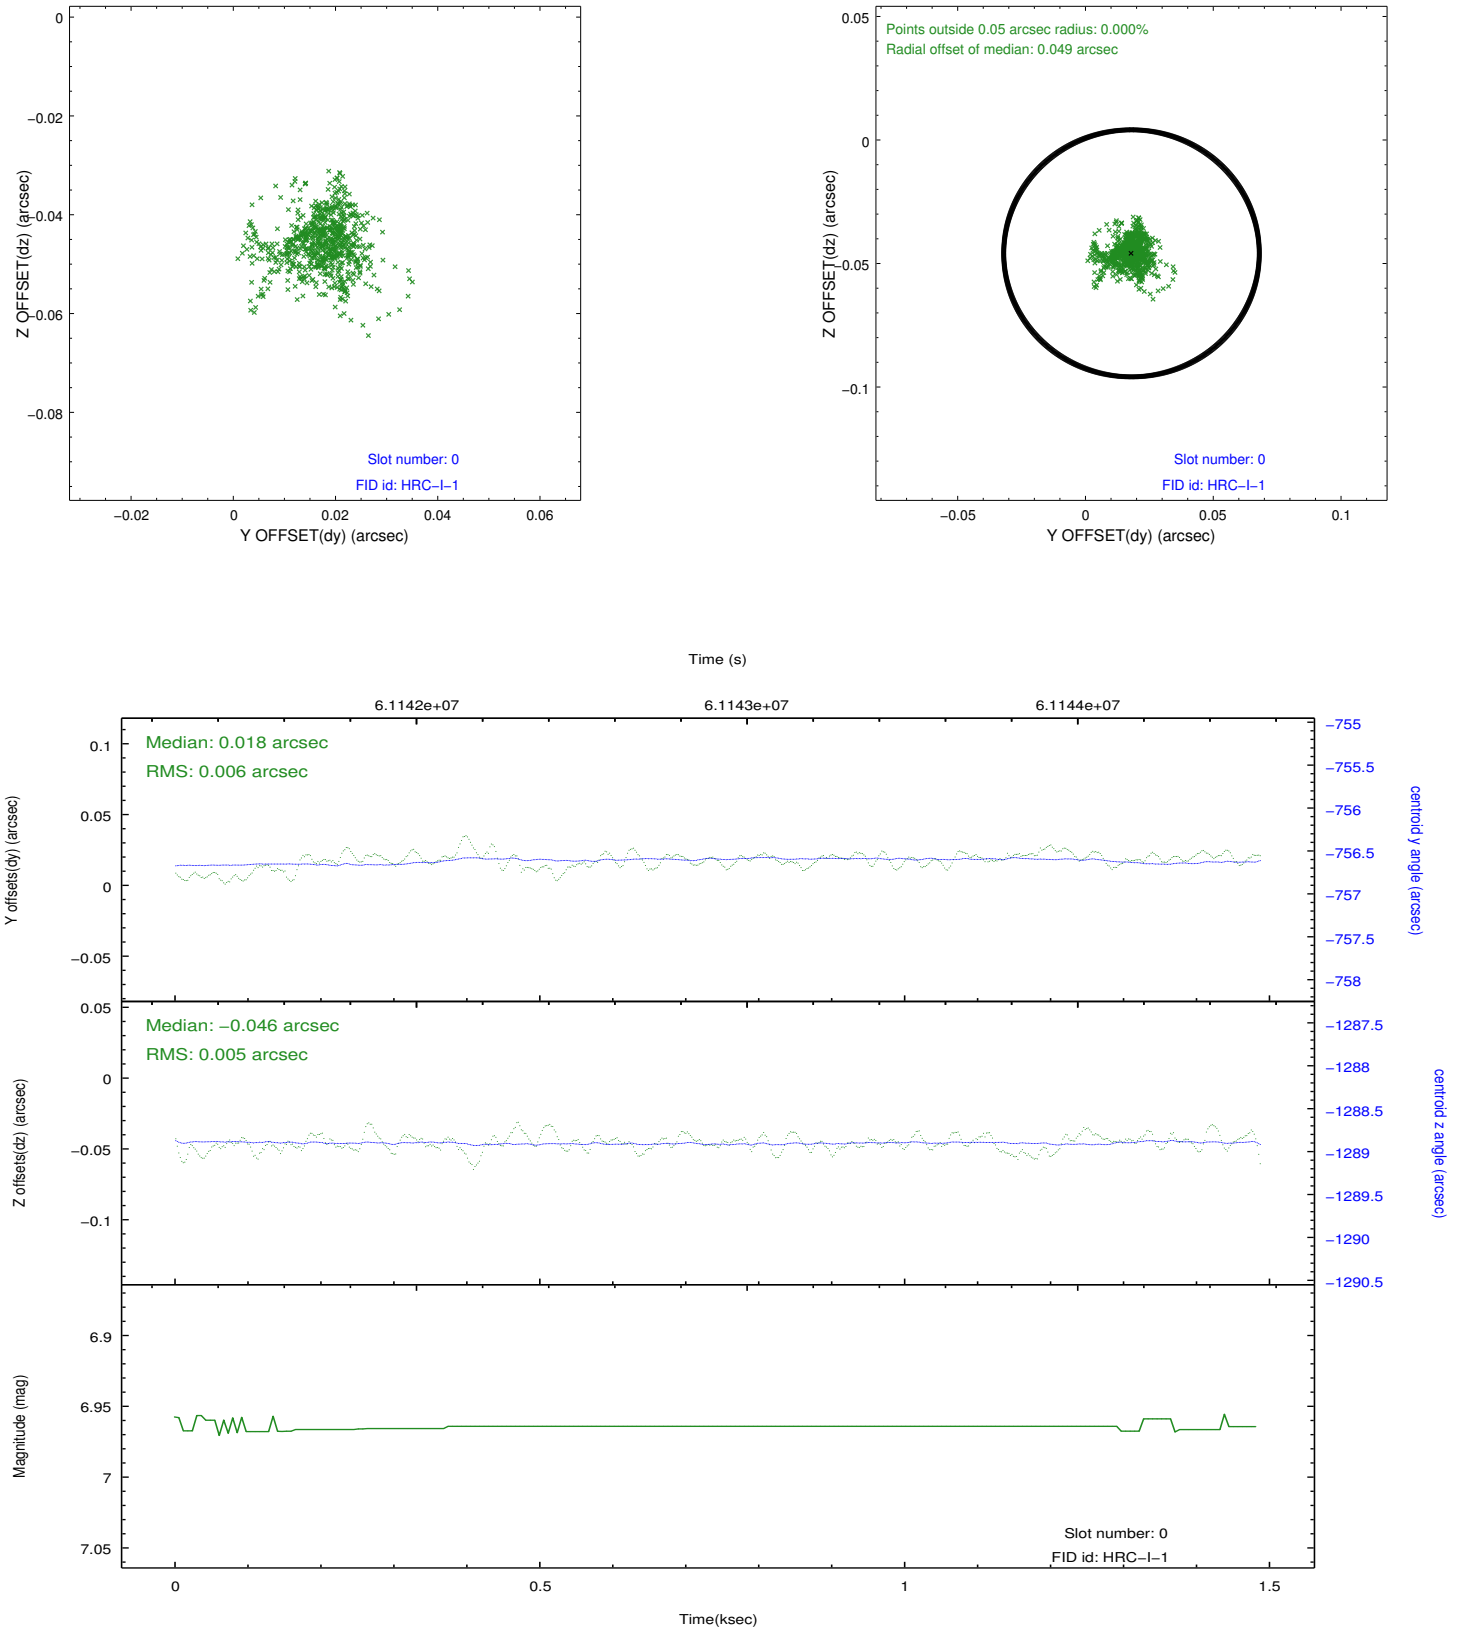 0
−0.02
−0.04
−0.06
−0.08
Z OFFSET(dz) (arcsec)
Slot number: 0
FID id: HRC−I−1
−0.02
0
0.02
0.04
0.06
Y OFFSET(dy) (arcsec)
0.05
0
−0.05
−0.1
Z OFFSET(dz) (arcsec)
Points outside 0.05 arcsec radius: 0.000%
Radial offset of median: 0.049 arcsec
Slot number: 0
FID id: HRC−I−1
−0.05
0
0.05
0.1
Y OFFSET(dy) (arcsec)
Time (s)
6.1142e+07
6.1143e+07
6.1144e+07
0.1
0.05
0
−0.05
Y offsets(dy) (arcsec)
Median: 0.018 arcsec
RMS: 0.006 arcsec
−755
−755.5
−756
−756.5
−757
−757.5
−758
centroid y angle (arcsec)
0.05
0
−0.05
−0.1
Z offsets(dz) (arcsec)
Median: −0.046 arcsec
RMS: 0.005 arcsec
−1287.5
−1288
−1288.5
−1289
−1289.5
−1290
−1290.5
centroid z angle (arcsec)
6.9
6.95
7
7.05
Magnitude (mag)
Slot number: 0
FID id: HRC−I−1
0
0.5
1
1.5
Time(ksec)